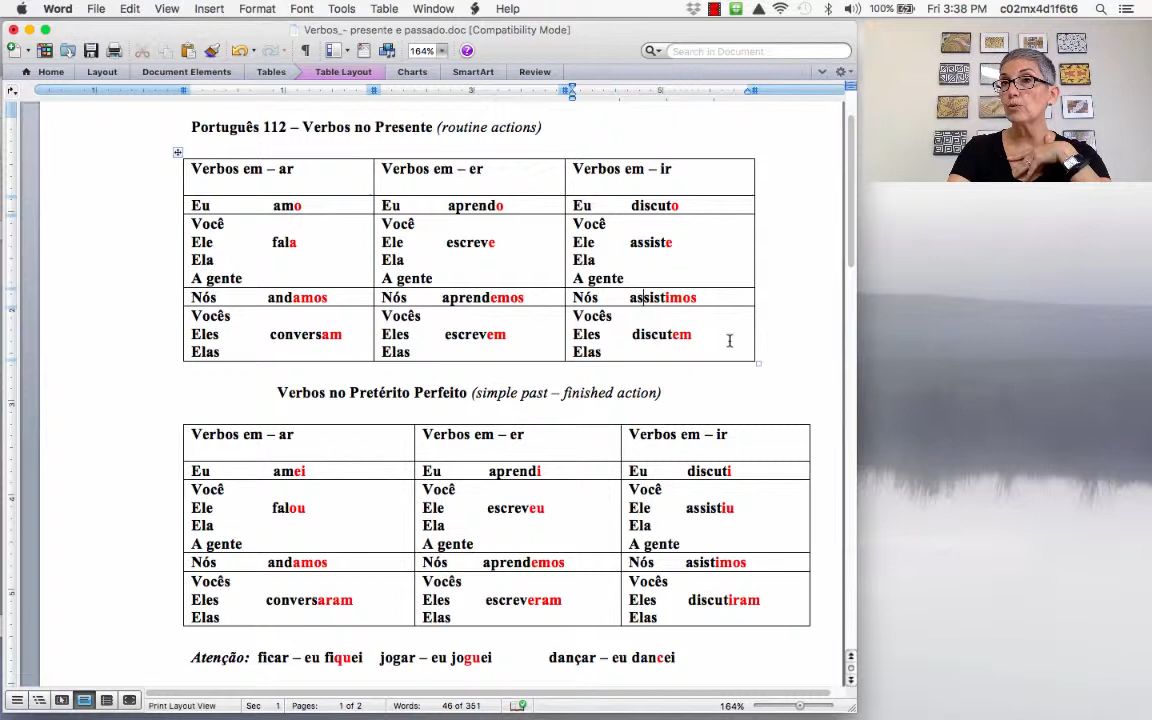 Word File Edit View Insert Format Font Tools Table Window Help 100% Fri 3:38 PM c02mx4d1f6t6
Verbos_- presente e passado.doc [Compatibility Mode]
164% Search in Document
Home Layout Document Elements Tables Table Layout Charts SmartArt Review
Português 112 – Verbos no Presente (routine actions)
Verbos em – ar Verbos em – er Verbos em – ir
Eu amo Eu aprendo Eu discuto
Você Você Você
Ele fala Ele escreve Ele assiste
Ela Ela Ela
A gente A gente A gente
Nós andamos Nós aprendemos Nós assistimos
Vocês Vocês Vocês
Eles conversam Eles escrevem Eles discutem
Elas Elas Elas
Verbos no Pretérito Perfeito (simple past – finished action)
Verbos em – ar Verbos em – er Verbos em – ir
Eu amei Eu aprendi Eu discuti
Você Você Você
Ele falou Ele escreveu Ele assistiu
Ela Ela Ela
A gente A gente A gente
Nós andamos Nós aprendemos Nós asistimos
Vocês Vocês Vocês
Eles conversaram Eles escreveram Eles discutiram
Elas Elas Elas
Atenção: ficar – eu fiquei jogar – eu joguei dançar – eu dancei
Print Layout View Sec 1 Pages: 1 of 2 Words: 46 of 351 164%